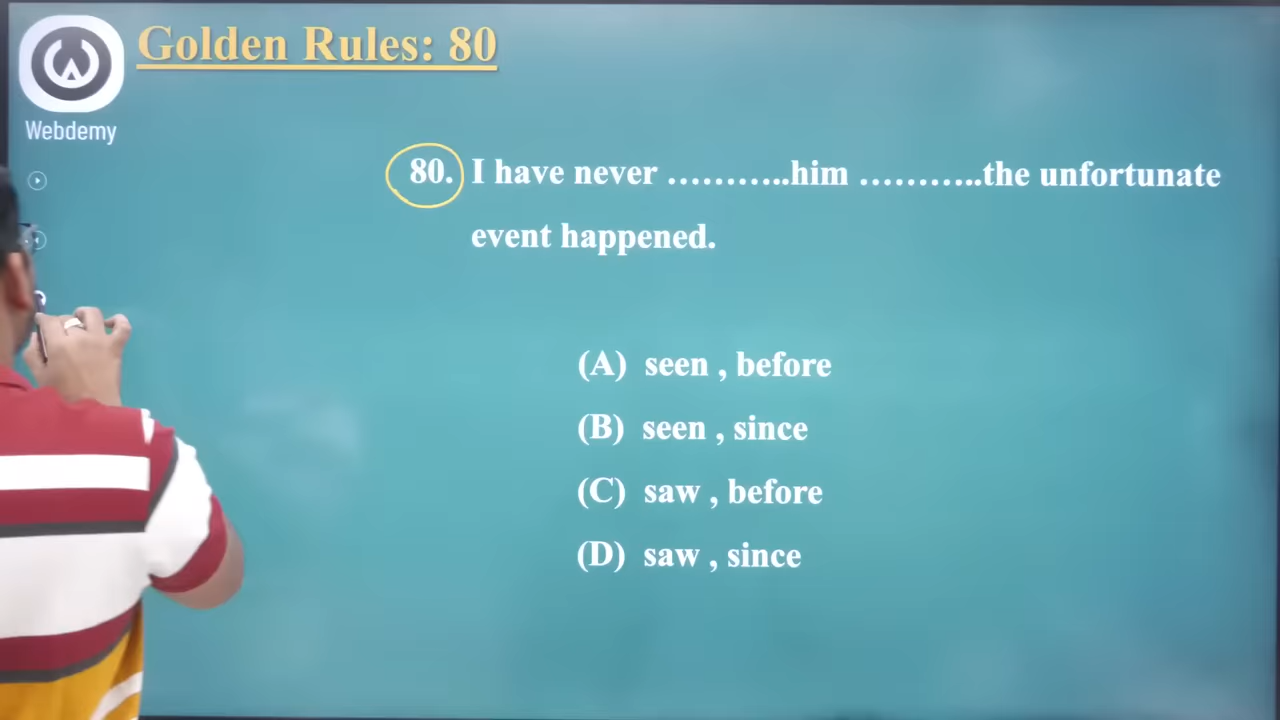 Golden Rules: 80
Webdemy
80. I have never ………..him ………..the unfortunate
event happened.
(A) seen , before
(B) seen , since
(C) saw , before
(D) saw , since